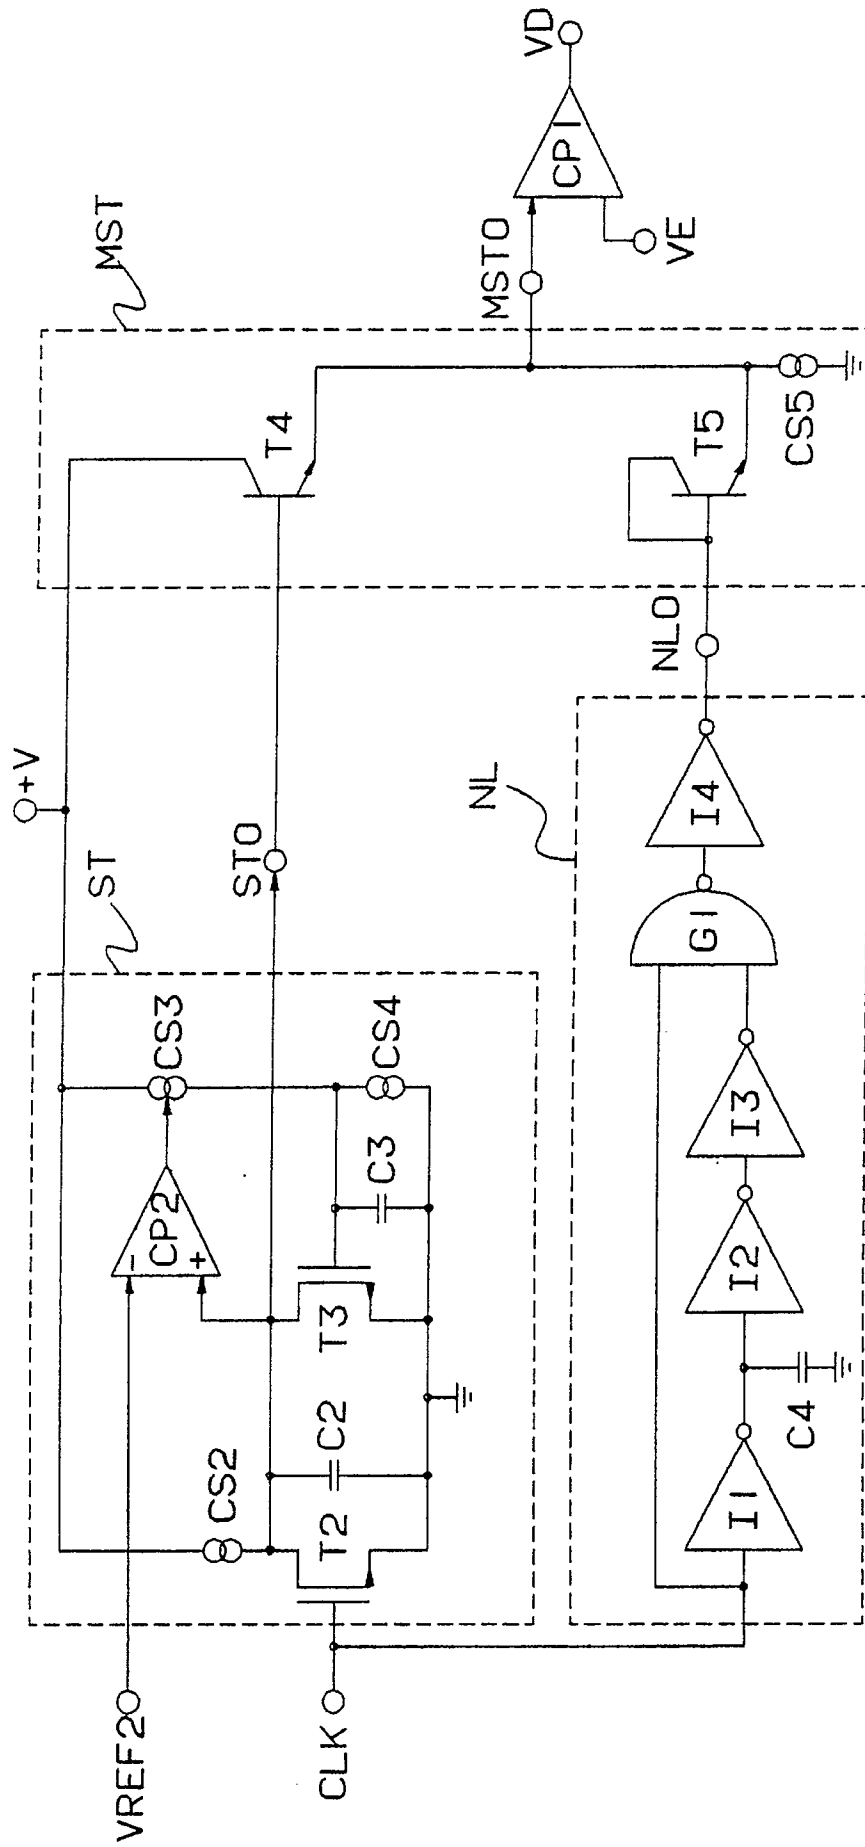 VREF2
CLK
ST
+V
CS2
T2
C2
CP2
-
+
T3
C3
CS3
CS4
STO
MST
T4
T5
CS5
MSTO
CP1
VE
VD
NL
I1
C4
I2
I3
G1
I4
NLO